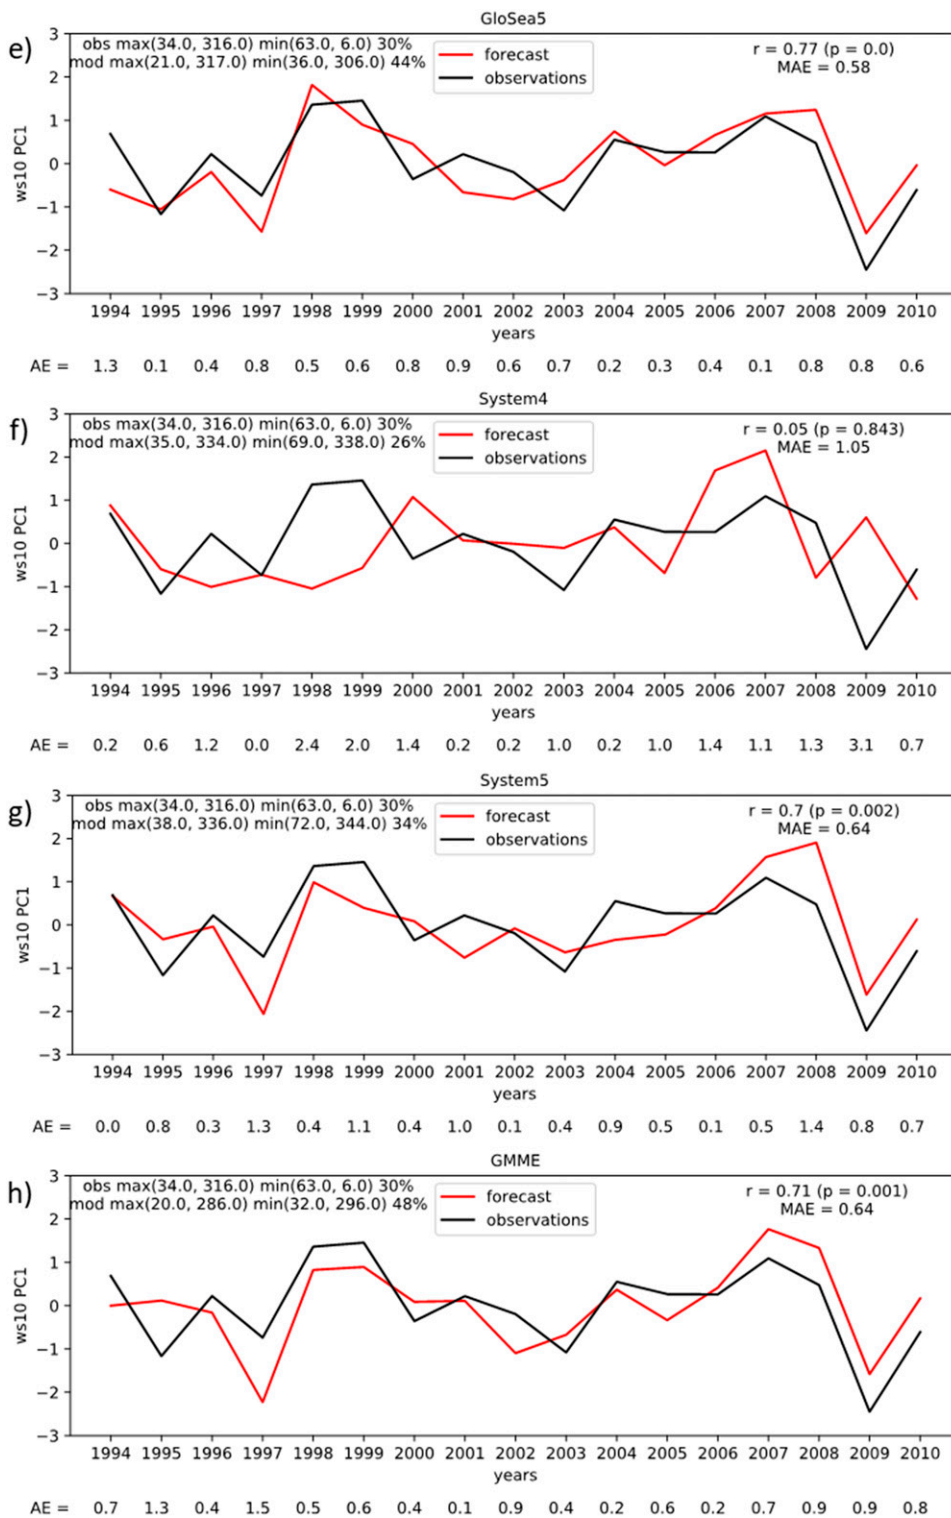 GloSea5
e)
obs max(34.0, 316.0) min(63.0, 6.0) 30%
mod max(21.0, 317.0) min(36.0, 306.0) 44%
forecast
observations
r = 0.77 (p = 0.0)
MAE = 0.58
ws10 PC1
3
2
1
0
−1
−2
−3
1994 1995 1996 1997 1998 1999 2000 2001 2002 2003 2004 2005 2006 2007 2008 2009 2010
years
AE = 1.3 0.1 0.4 0.8 0.5 0.6 0.8 0.9 0.6 0.7 0.2 0.3 0.4 0.1 0.8 0.8 0.6
System4
f)
obs max(34.0, 316.0) min(63.0, 6.0) 30%
mod max(35.0, 334.0) min(69.0, 338.0) 26%
forecast
observations
r = 0.05 (p = 0.843)
MAE = 1.05
ws10 PC1
3
2
1
0
−1
−2
−3
1994 1995 1996 1997 1998 1999 2000 2001 2002 2003 2004 2005 2006 2007 2008 2009 2010
years
AE = 0.2 0.6 1.2 0.0 2.4 2.0 1.4 0.2 0.2 1.0 0.2 1.0 1.4 1.1 1.3 3.1 0.7
System5
g)
obs max(34.0, 316.0) min(63.0, 6.0) 30%
mod max(38.0, 336.0) min(72.0, 344.0) 34%
forecast
observations
r = 0.7 (p = 0.002)
MAE = 0.64
ws10 PC1
3
2
1
0
−1
−2
−3
1994 1995 1996 1997 1998 1999 2000 2001 2002 2003 2004 2005 2006 2007 2008 2009 2010
years
AE = 0.0 0.8 0.3 1.3 0.4 1.1 0.4 1.0 0.1 0.4 0.9 0.5 0.1 0.5 1.4 0.8 0.7
GMME
h)
obs max(34.0, 316.0) min(63.0, 6.0) 30%
mod max(20.0, 286.0) min(32.0, 296.0) 48%
forecast
observations
r = 0.71 (p = 0.001)
MAE = 0.64
ws10 PC1
3
2
1
0
−1
−2
−3
1994 1995 1996 1997 1998 1999 2000 2001 2002 2003 2004 2005 2006 2007 2008 2009 2010
years
AE = 0.7 1.3 0.4 1.5 0.5 0.6 0.4 0.1 0.9 0.4 0.2 0.6 0.2 0.7 0.9 0.9 0.8